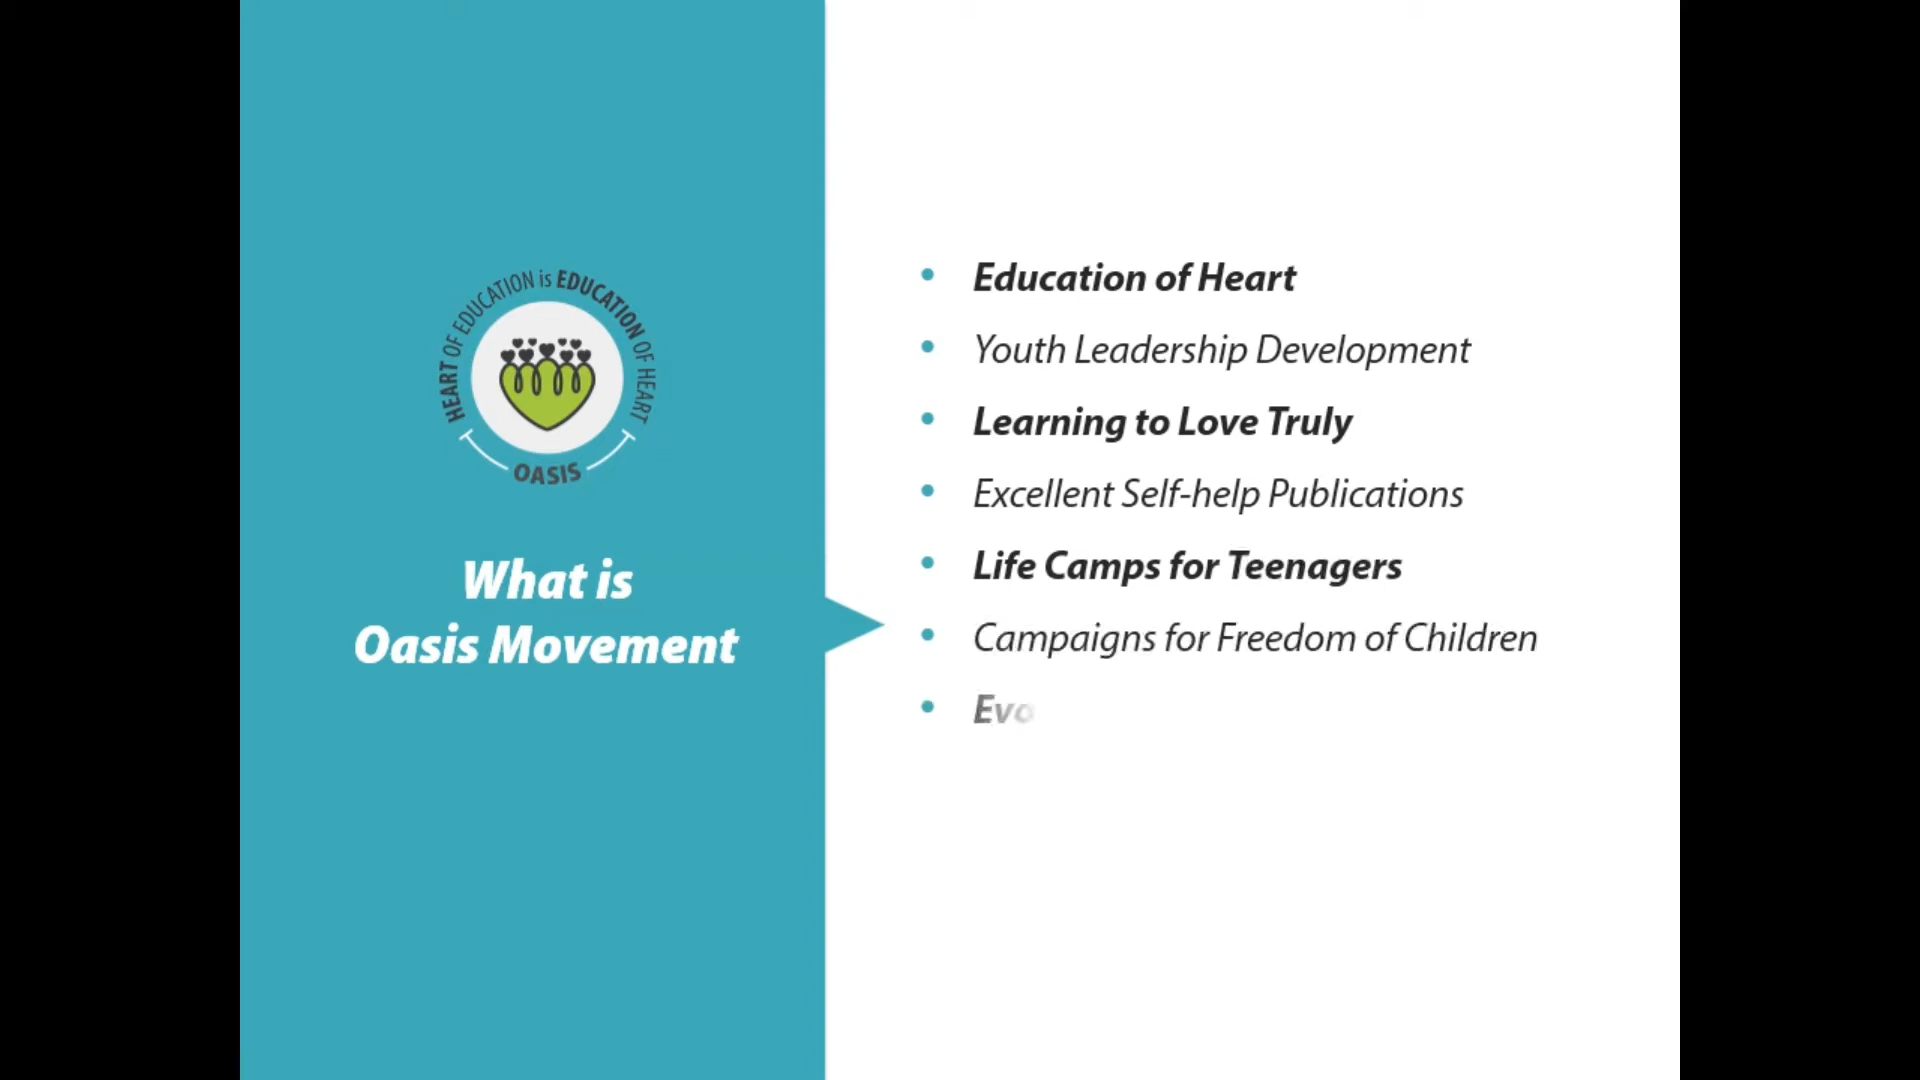 HEART OF EDUCATION is EDUCATION OF HEART
OASIS
What is
Oasis Movement
• Education of Heart
• Youth Leadership Development
• Learning to Love Truly
• Excellent Self-help Publications
• Life Camps for Teenagers
• Campaigns for Freedom of Children
• Evo